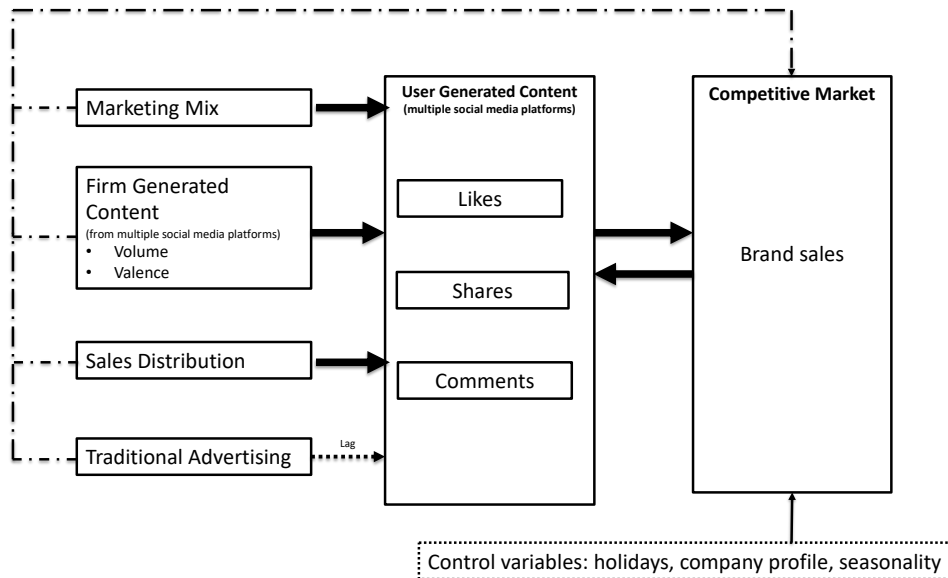 Marketing Mix
Firm Generated
Content
(from multiple social media platforms)
• Volume
• Valence
Sales Distribution
Traditional Advertising
Lag
User Generated Content
(multiple social media platforms)
Likes
Shares
Comments
Competitive Market
Brand sales
Control variables: holidays, company profile, seasonality